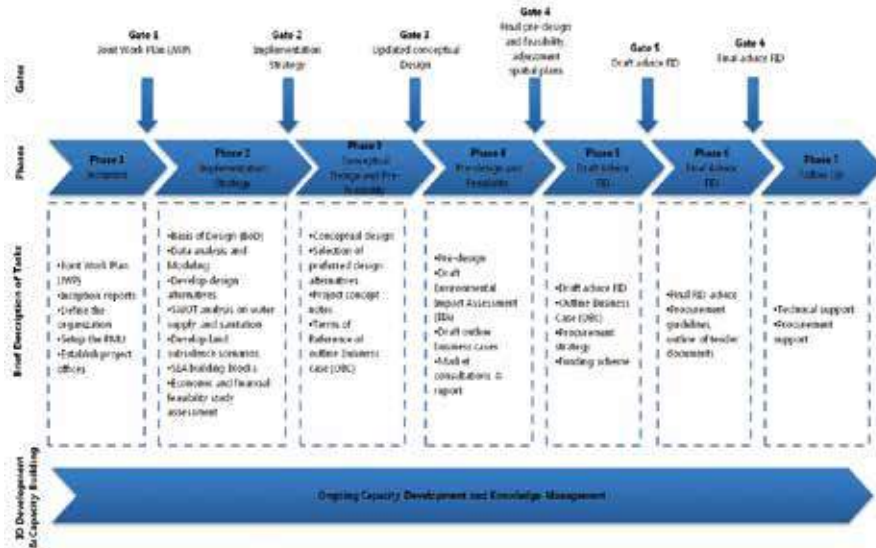 Gates
Gate 1
Joint Work Plan (JWP)
Gate 2
Implementation
Strategy
Gate 3
Updated conceptual
Design
Gate 4
Final pre-design
and feasibility
adjustment
spatial plans
Gate 5
Draft advice FID
Gate 4
Final advice FID
Phases
Phase 1
Inception
Phase 2
Implementation
Strategy
Phase 3
Conceptual
Design and Pre-
Feasibility
Phase 4
Pre-design and
Feasibility
Phase 5
Draft Advice
FID
Phase 6
Final Advice
FID
Phase 7
Follow Up
Brief Description of Tasks
•Joint Work Plan
(JWP)
•Inception reports
•Define the
organization
•Setup the PMU
•Establish project
offices
•Basis of Design (BoD)
•Data analysis and
Modeling
•Develop design
alternatives
•SWOT analysis on water
supply and sanitation
•Develop land
subsidence scenarios
•SEA building blocks
•Economic and financial
feasibility study
assessment
•Conceptual design
•Selection of
preferred design
alternatives
•Project concept
notes
•Terms of
Reference of
outline business
case (OBC)
•Pre-design
•Draft
Environmental
Impact Assessment
(EIA)
•Draft outline
business cases
•Market
consultations &
report
•Draft advice FID
•Outline Business
Case (OBC)
•Procurement
strategy
•Funding scheme
•Final FID advice
•Procurement
guidelines,
outline of tender
documents
•Technical support
•Procurement
support
3D Development
& Capacity Building
Ongoing Capacity Development and Knowledge Management